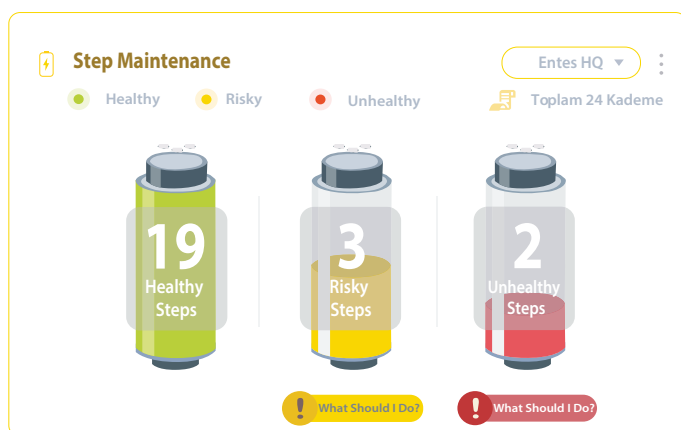 Step Maintenance
Entes HQ
Healthy
Risky
Unhealthy
Toplam 24 Kademe
19
Healthy
Steps
3
Risky
Steps
2
Unhealthy
Steps
! What Should I Do?
! What Should I Do?